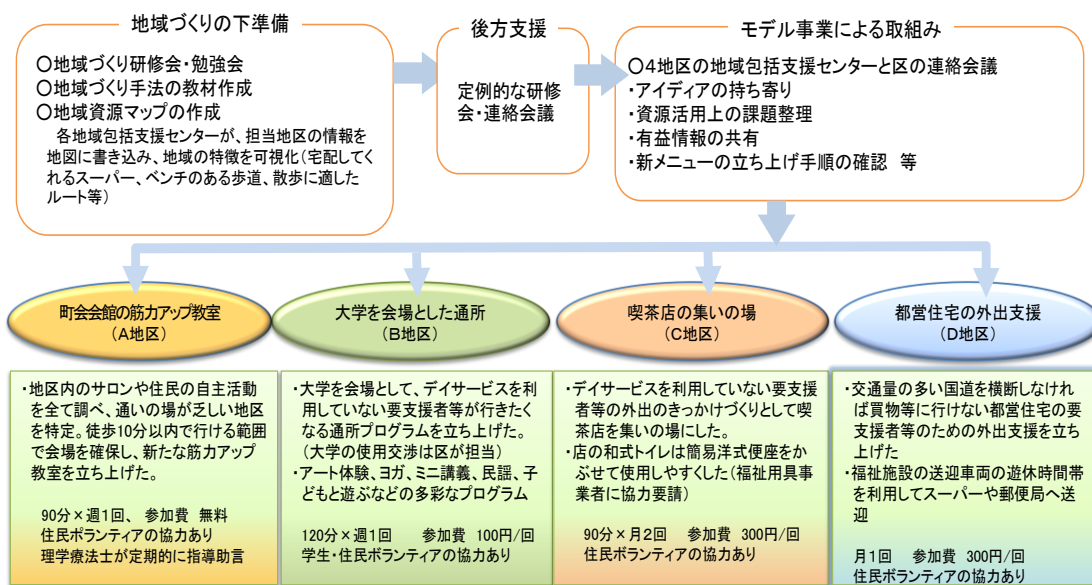 地域づくりの下準備
○地域づくり研修会・勉強会
○地域づくり手法の教材作成
○地域資源マップの作成
各地域包括支援センターが、担当地区の情報を
地図に書き込み、地域の特徴を可視化(宅配してく
れるスーパー、ベンチのある歩道、散歩に適した
ルート等)
後方支援
定例的な研修
会・連絡会議
モデル事業による取組み
○4地区の地域包括支援センターと区の連絡会議
・アイディアの持ち寄り
・資源活用上の課題整理
・有益情報の共有
・新メニューの立ち上げ手順の確認 等
町会会館の筋力アップ教室
(A地区)
大学を会場とした通所
(B地区)
喫茶店の集いの場
(C地区)
都営住宅の外出支援
(D地区)
・地区内のサロンや住民の自主活動
を全て調べ、通いの場が乏しい地区
を特定。徒歩10分以内で行ける範囲
で会場を確保し、新たな筋力アップ
教室を立ち上げた。
90分×週1回、 参加費 無料
住民ボランティアの協力あり
理学療法士が定期的に指導助言
・大学を会場として、デイサービスを利
用していない要支援者等が行きたく
なる通所プログラムを立ち上げた。
(大学の使用交渉は区が担当)
・アート体験、ヨガ、ミニ講義、民謡、子
どもと遊ぶなどの多彩なプログラム
120分×週1回 参加費 100円/回
学生・住民ボランティアの協力あり
・デイサービスを利用していない要支援
者等の外出のきっかけづくりとして喫
茶店を集いの場にした。
・店の和式トイレは簡易洋式便座をか
ぶせて使用しやすくした(福祉用具事
業者に協力要請)
90分×月2回 参加費 300円/回
住民ボランティアの協力あり
・交通量の多い国道を横断しなけれ
ば買物等に行けない都営住宅の要
支援者等のための外出支援を立ち
上げた
・福祉施設の送迎車両の遊休時間帯
を利用してスーパーや郵便局へ送
迎
月1回 参加費 300円/回
住民ボランティアの協力あり